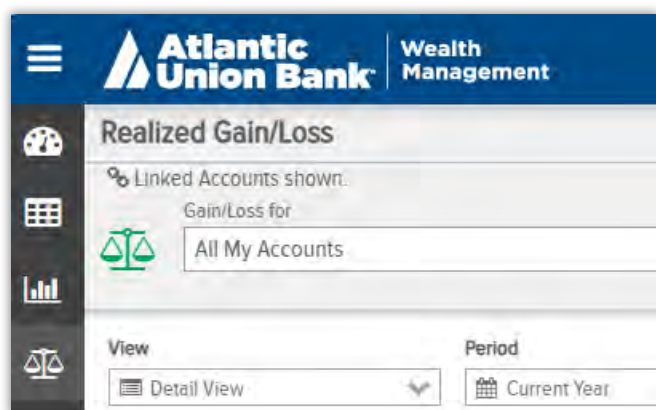 Atlantic
Union Bank
Wealth
Management
Realized Gain/Loss
Linked Accounts shown.
Gain/Loss for
All My Accounts
View
Period
Detail View
Current Year